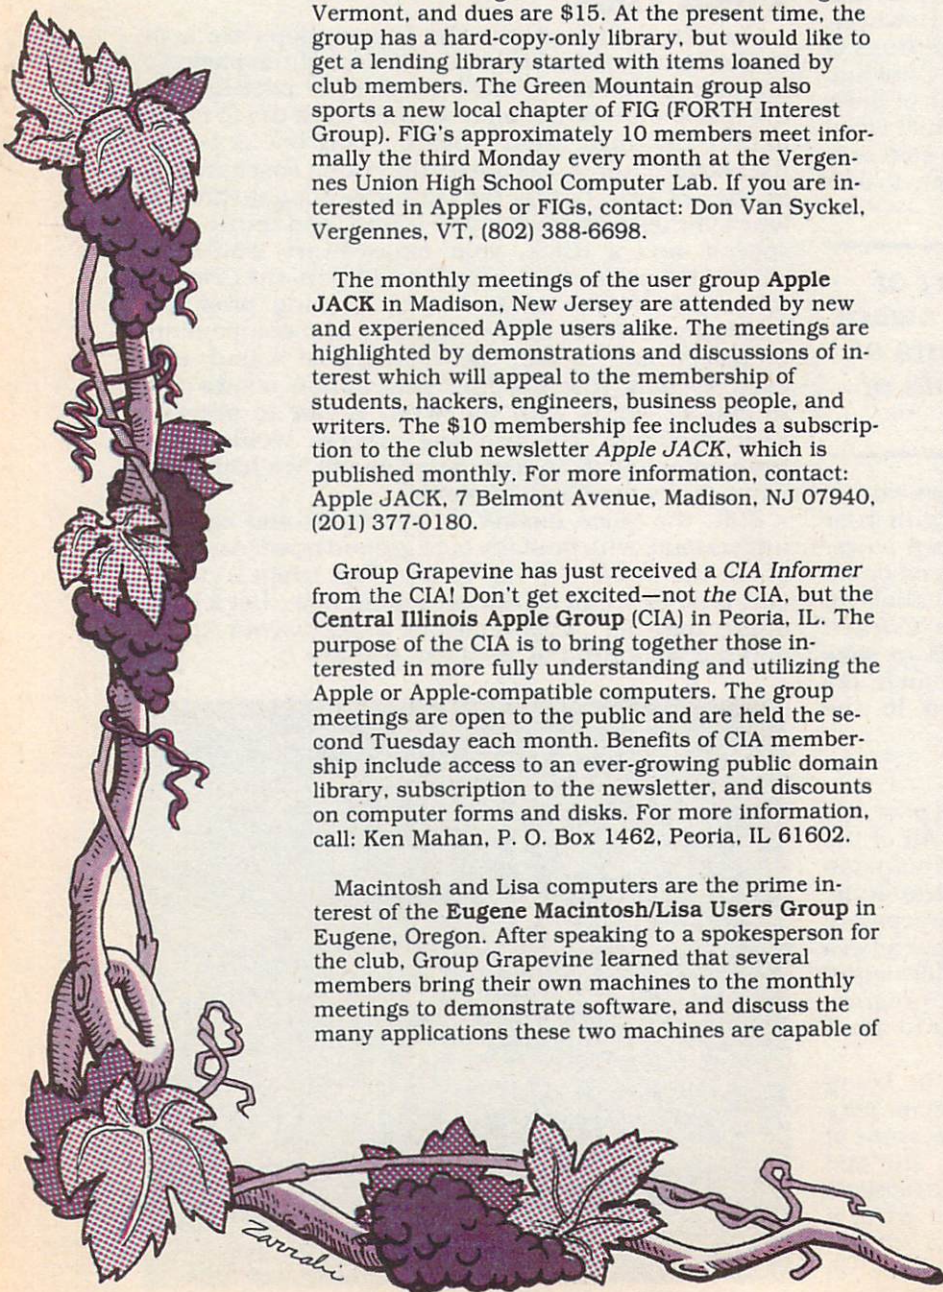 Vermont, and dues are $15. At the present time, the
group has a hard-copy-only library, but would like to
get a lending library started with items loaned by
club members. The Green Mountain group also
sports a new local chapter of FIG (FORTH Interest
Group). FIG's approximately 10 members meet infor-
mally the third Monday every month at the Vergen-
nes Union High School Computer Lab. If you are in-
terested in Apples or FIGs, contact: Don Van Syckel,
Vergennes, VT, (802) 388-6698.
The monthly meetings of the user group Apple
JACK in Madison, New Jersey are attended by new
and experienced Apple users alike. The meetings are
highlighted by demonstrations and discussions of in-
terest which will appeal to the membership of
students, hackers, engineers, business people, and
writers. The $10 membership fee includes a subscrip-
tion to the club newsletter Apple JACK, which is
published monthly. For more information, contact:
Apple JACK, 7 Belmont Avenue, Madison, NJ 07940,
(201) 377-0180.
Group Grapevine has just received a CIA Informer
from the CIA! Don't get excited—not the CIA, but the
Central Illinois Apple Group (CIA) in Peoria, IL. The
purpose of the CIA is to bring together those in-
terested in more fully understanding and utilizing the
Apple or Apple-compatible computers. The group
meetings are open to the public and are held the se-
cond Tuesday each month. Benefits of CIA member-
ship include access to an ever-growing public domain
library, subscription to the newsletter, and discounts
on computer forms and disks. For more information,
call: Ken Mahan, P. O. Box 1462, Peoria, IL 61602.
Macintosh and Lisa computers are the prime in-
terest of the Eugene Macintosh/Lisa Users Group in
Eugene, Oregon. After speaking to a spokesperson for
the club, Group Grapevine learned that several
members bring their own machines to the monthly
meetings to demonstrate software, and discuss the
many applications these two machines are capable of
Zarrabi